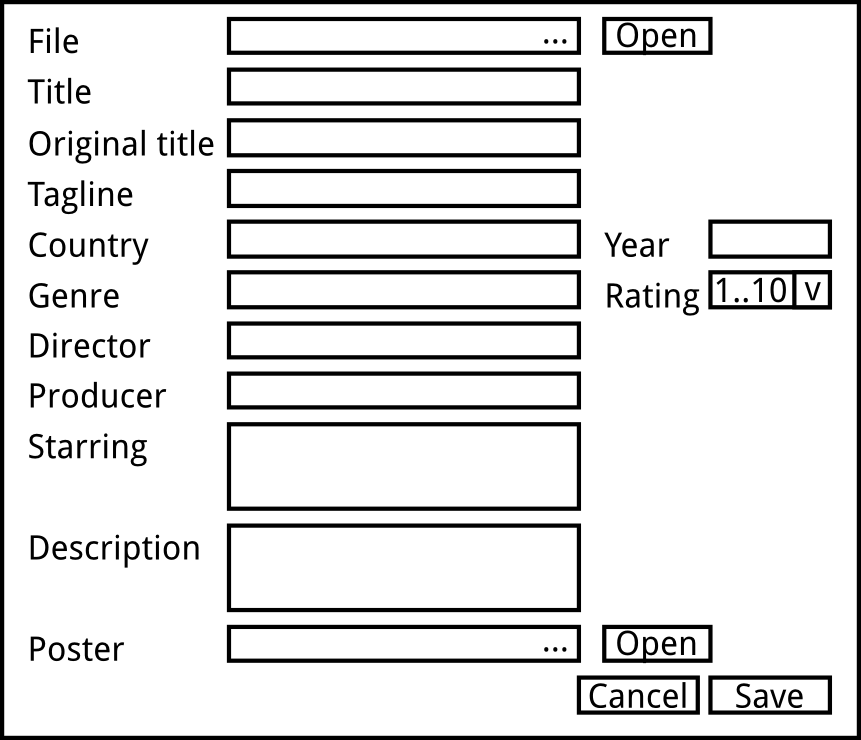 File ... Open
Title
Original title
Tagline
Country Year
Genre Rating 1..10 v
Director
Producer
Starring
Description
Poster ... Open
Cancel Save